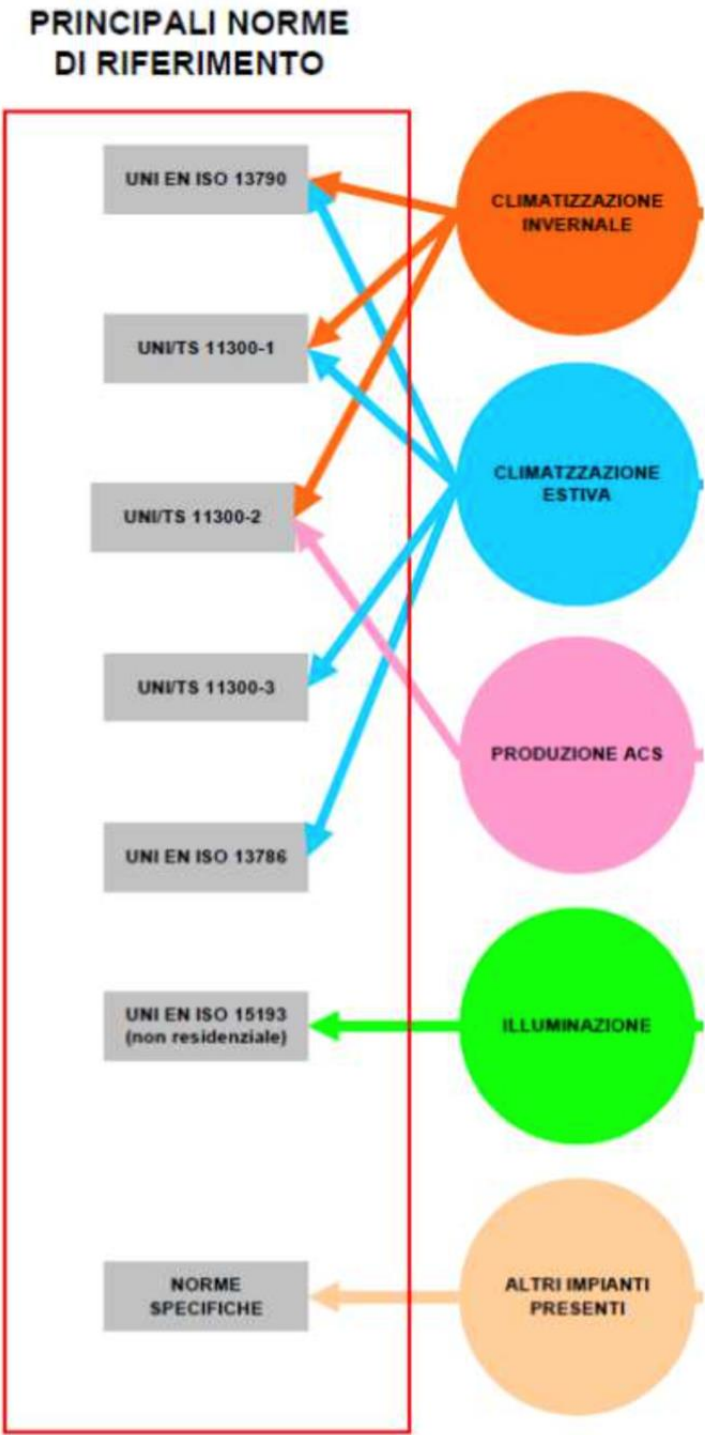 PRINCIPALI NORME
DI RIFERIMENTO
UNI EN ISO 13790
CLIMATIZZAZIONE
INVERNALE
UNI/TS 11300-1
CLIMATZZAZIONE
ESTIVA
UNI/TS 11300-2
UNI/TS 11300-3
PRODUZIONE ACS
UNI EN ISO 13786
UNI EN ISO 15193
(non residenziale)
ILLUMINAZIONE
NORME
SPECIFICHE
ALTRI IMPIANTI
PRESENTI